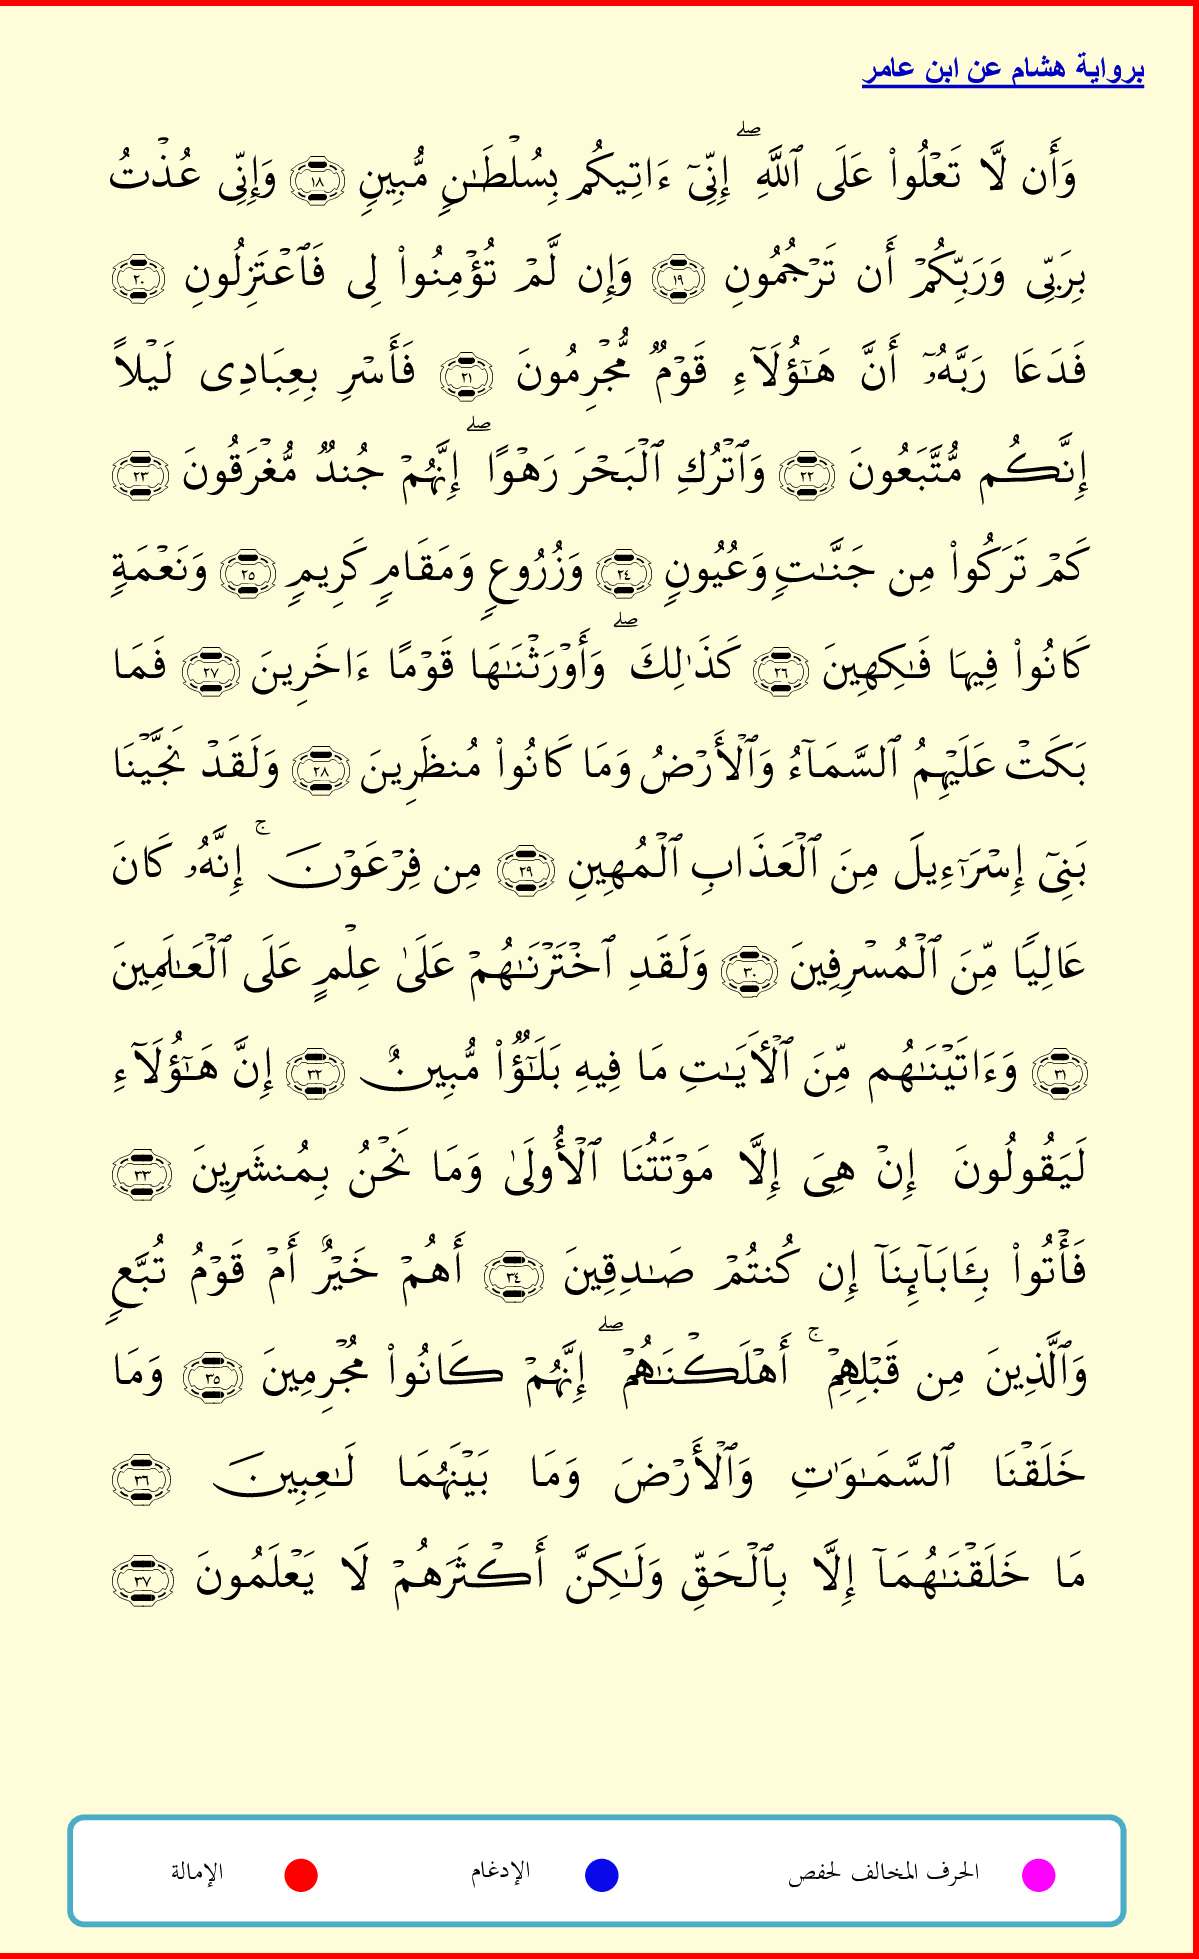 برواية هشام عن ابن عامر
وَأَن لَّا تَعۡلُواْ عَلَى ٱللَّهِۖ إِنِّيٓ ءَاتِيكُم بِسُلۡطَٰنٖ مُّبِينٖ ١٨ وَإِنِّي عُذۡتُ
بِرَبِّي وَرَبِّكُمۡ أَن تَرۡجُمُونِ ١٩ وَإِن لَّمۡ تُؤۡمِنُواْ لِي فَٱعۡتَزِلُونِ ٢٠
فَدَعَا رَبَّهُۥٓ أَنَّ هَٰٓؤُلَآءِ قَوۡمٞ مُّجۡرِمُونَ ٢١ فَأَسۡرِ بِعِبَادِي لَيۡلًا
إِنَّكُم مُّتَّبَعُونَ ٢٢ وَٱتۡرُكِ ٱلۡبَحۡرَ رَهۡوًاۖ إِنَّهُمۡ جُندٞ مُّغۡرَقُونَ ٢٣
كَمۡ تَرَكُواْ مِن جَنَّٰتٖ وَعُيُونٖ ٢٤ وَزُرُوعٖ وَمَقَامٖ كَرِيمٖ ٢٥ وَنَعۡمَةٖ
كَانُواْ فِيهَا فَٰكِهِينَ ٢٦ كَذَٰلِكَۖ وَأَوۡرَثۡنَٰهَا قَوۡمًا ءَاخَرِينَ ٢٧ فَمَا
بَكَتۡ عَلَيۡهِمُ ٱلسَّمَآءُ وَٱلۡأَرۡضُ وَمَا كَانُواْ مُنظَرِينَ ٢٨ وَلَقَدۡ نَجَّيۡنَا
بَنِيٓ إِسۡرَٰٓءِيلَ مِنَ ٱلۡعَذَابِ ٱلۡمُهِينِ ٢٩ مِن فِرۡعَوۡنَۚ إِنَّهُۥ كَانَ
عَالِيٗا مِّنَ ٱلۡمُسۡرِفِينَ ٣٠ وَلَقَدِ ٱخۡتَرۡنَٰهُمۡ عَلَىٰ عِلۡمٍ عَلَى ٱلۡعَٰلَمِينَ
٣١ وَءَاتَيۡنَٰهُم مِّنَ ٱلۡأٓيَٰتِ مَا فِيهِ بَلَٰٓؤٞاْ مُّبِينٌ ٣٢ إِنَّ هَٰٓؤُلَآءِ
لَيَقُولُونَ إِنۡ هِيَ إِلَّا مَوۡتَتُنَا ٱلۡأُولَىٰ وَمَا نَحۡنُ بِمُنشَرِينَ ٣٣
فَأۡتُواْ بِـَٔابَآئِنَآ إِن كُنتُمۡ صَٰدِقِينَ ٣٤ أَهُمۡ خَيۡرٌ أَمۡ قَوۡمُ تُبَّعٖ
وَٱلَّذِينَ مِن قَبۡلِهِمۡۚ أَهۡلَكۡنَٰهُمۡۖ إِنَّهُمۡ كَانُواْ مُجۡرِمِينَ ٣٥ وَمَا
خَلَقۡنَا ٱلسَّمَٰوَٰتِ وَٱلۡأَرۡضَ وَمَا بَيۡنَهُمَا لَٰعِبِينَ ٣٦
مَا خَلَقۡنَٰهُمَآ إِلَّا بِٱلۡحَقِّ وَلَٰكِنَّ أَكۡثَرَهُمۡ لَا يَعۡلَمُونَ ٣٧
الحرف المخالف لحفص الإدغام الإمالة